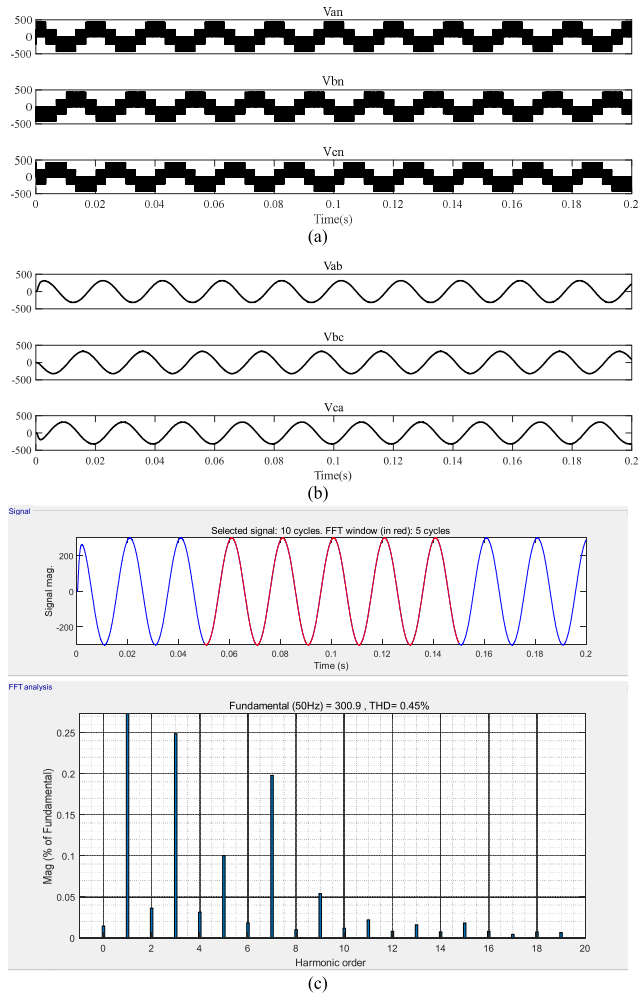 Van
500
0
-500
Vbn
500
0
-500
Vcn
500
0
-500
0 0.02 0.04 0.06 0.08 0.1 0.12 0.14 0.16 0.18 0.2
Time(s)
(a)
Vab
500
0
-500
Vbc
500
0
-500
Vca
500
0
-500
0 0.02 0.04 0.06 0.08 0.1 0.12 0.14 0.16 0.18 0.2
Time(s)
(b)
Signal
Selected signal: 10 cycles. FFT window (in red): 5 cycles
Signal mag.
200
0
-200
0 0.02 0.04 0.06 0.08 0.1 0.12 0.14 0.16 0.18 0.2
Time (s)
FFT analysis
Fundamental (50Hz) = 300.9 , THD= 0.45%
Mag (% of Fundamental)
0.25
0.2
0.15
0.1
0.05
0
0 2 4 6 8 10 12 14 16 18 20
Harmonic order
(c)